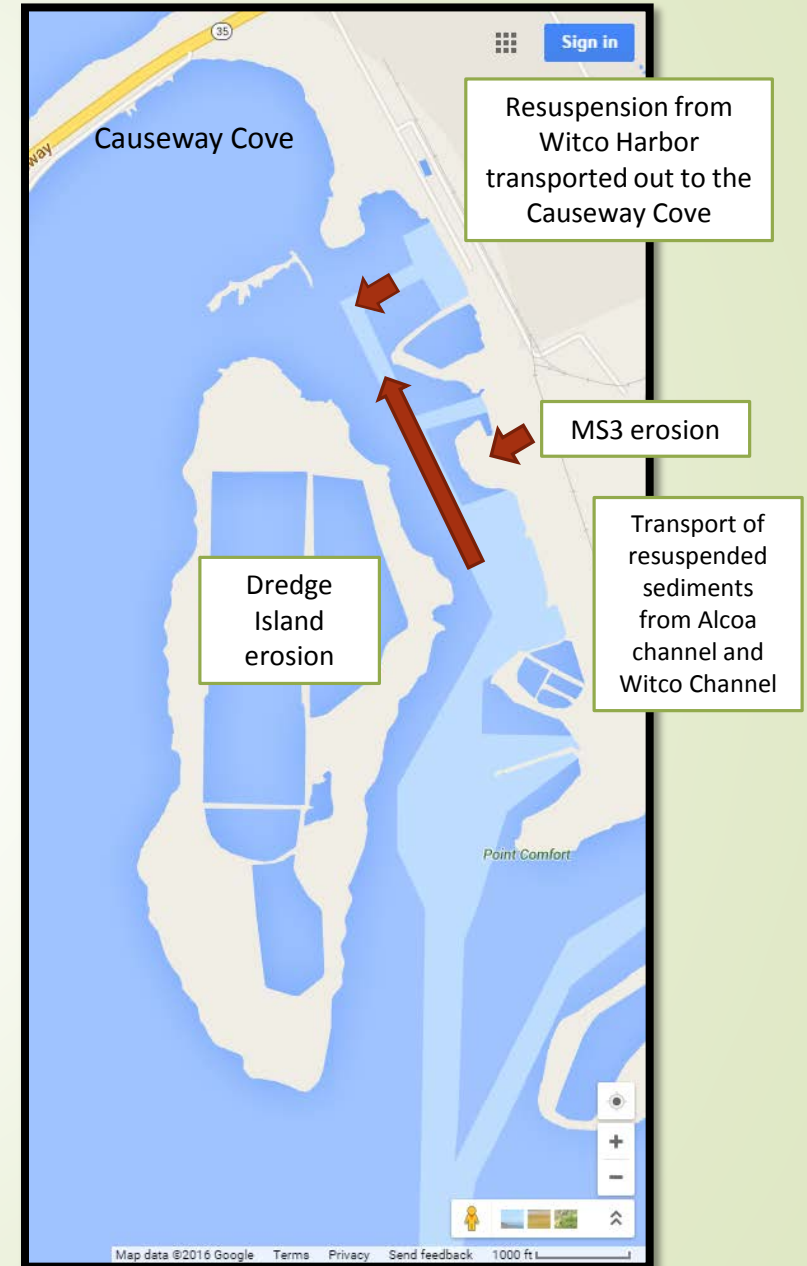 35
Sign in
way
Causeway Cove
Resuspension from
Witco Harbor
transported out to the
Causeway Cove
MS3 erosion
Transport of
resuspended
sediments
from Alcoa
channel and
Witco Channel
Dredge
Island
erosion
Point Comfort
+
−
Map data ©2016 Google Terms Privacy Send feedback 1000 ft